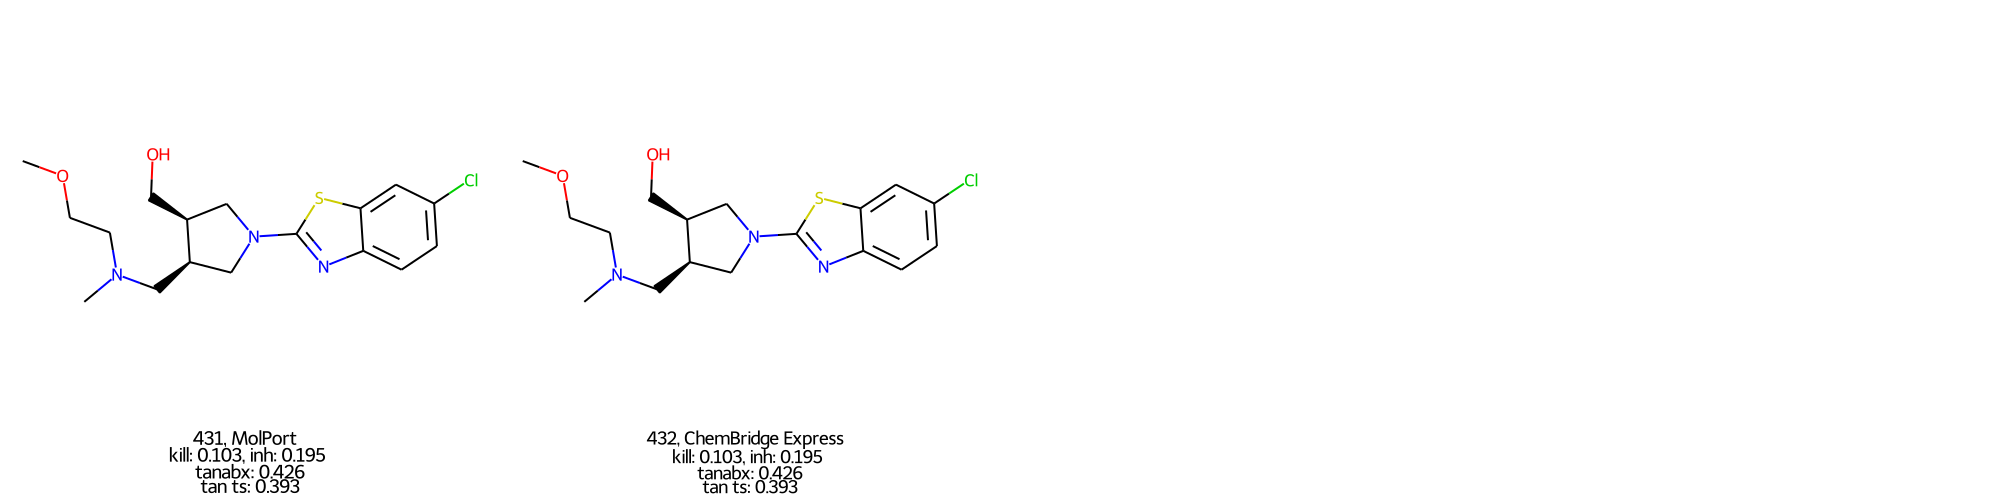 OH
O
S
Cl
N
N
N
431, MolPort
kill: 0.103, inh: 0.195
tanabx: 0.426
tan ts: 0.393
OH
O
S
Cl
N
N
N
432, ChemBridge Express
kill: 0.103, inh: 0.195
tanabx: 0.426
tan ts: 0.393